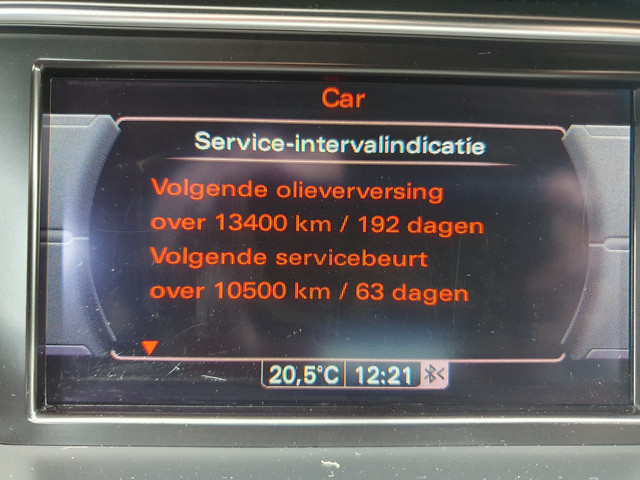 Car
Service-intervalindicatie
Volgende olieverversing
over 13400 km / 192 dagen
Volgende servicebeurt
over 10500 km / 63 dagen
20,5°C 12:21